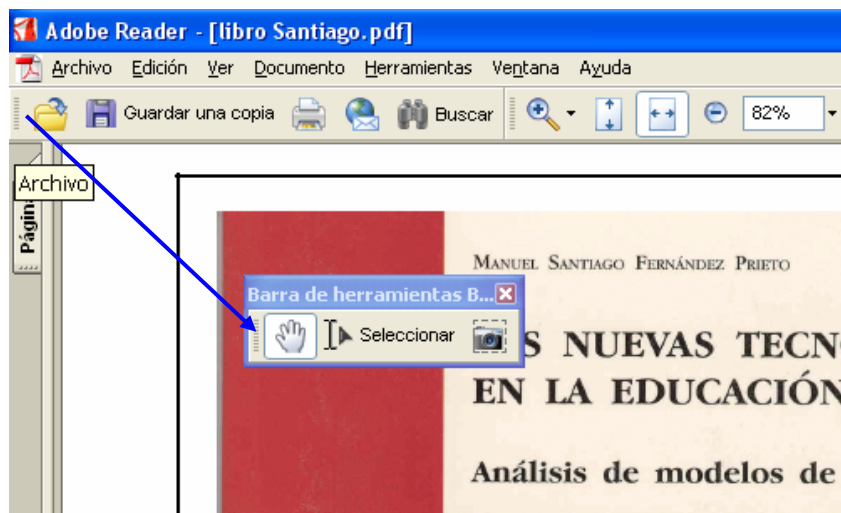 Adobe Reader - [libro Santiago.pdf]
Archivo Edición Ver Documento Herramientas Ventana Ayuda
Guardar una copia Buscar 82%
Archivo
MANUEL SANTIAGO FERNÁNDEZ PRIETO
Barra de herramientas B...
Seleccionar
S NUEVAS TECN
EN LA EDUCACIÓN
Análisis de modelos de